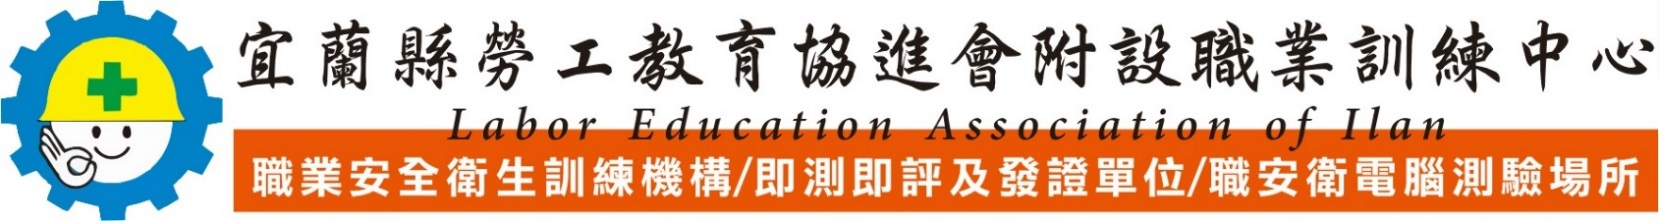 宜蘭縣勞工教育協進會附設職業訓練中心
Labor Education Association of Ilan
職業安全衛生訓練機構/即測即評及發證單位/職安衛電腦測驗場所